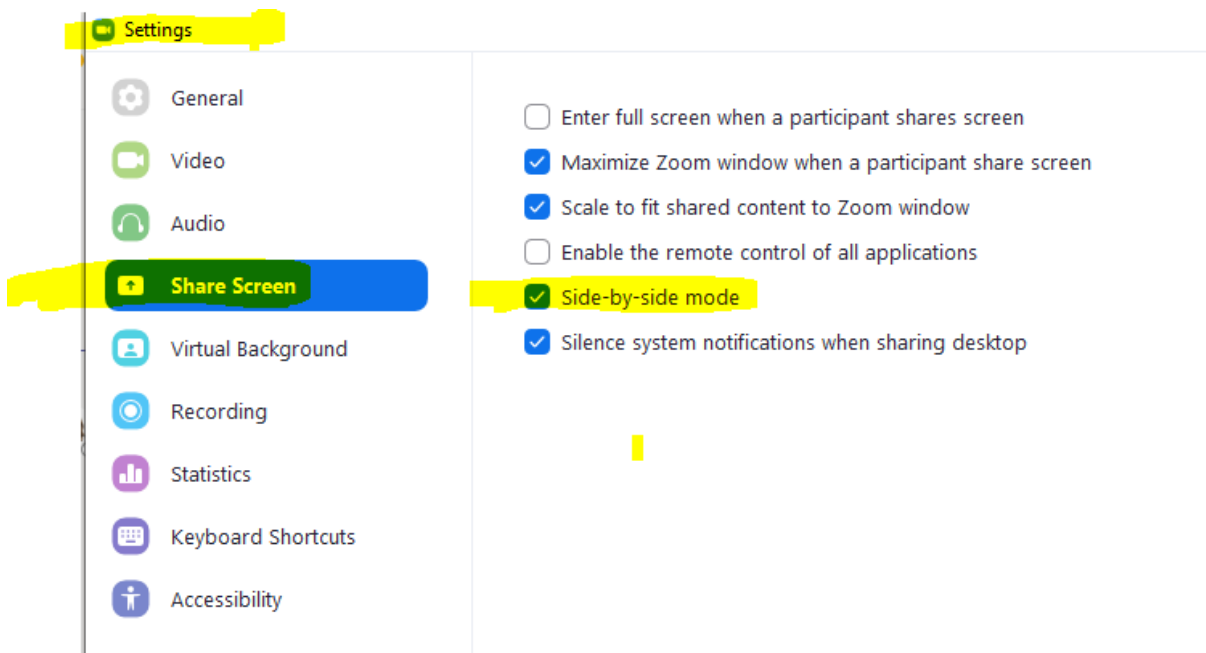 Settings
General
Video
Audio
Share Screen
Virtual Background
Recording
Statistics
Keyboard Shortcuts
Accessibility
Enter full screen when a participant shares screen
Maximize Zoom window when a participant share screen
Scale to fit shared content to Zoom window
Enable the remote control of all applications
Side-by-side mode
Silence system notifications when sharing desktop